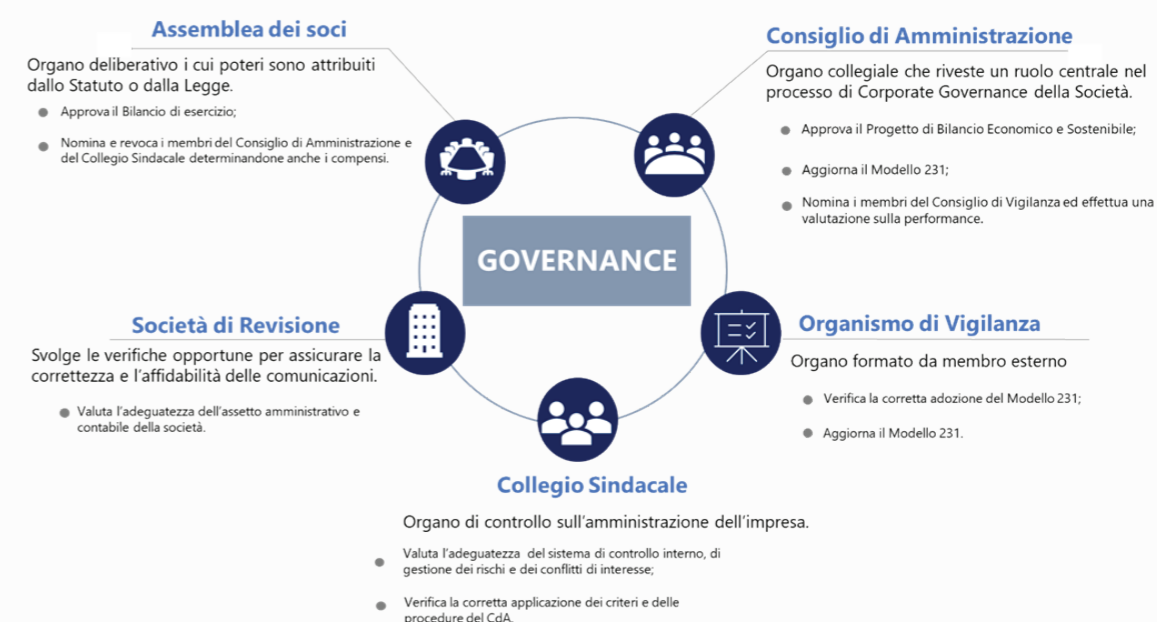 Assemblea dei soci
Organo deliberativo i cui poteri sono attribuiti
dallo Statuto o dalla Legge.
Approva il Bilancio di esercizio;
Nomina e revoca i membri del Consiglio di Amministrazione e
del Collegio Sindacale determinandone anche i compensi.
Consiglio di Amministrazione
Organo collegiale che riveste un ruolo centrale nel
processo di Corporate Governance della Società.
Approva il Progetto di Bilancio Economico e Sostenibile;
Aggiorna il Modello 231;
Nomina i membri del Consiglio di Vigilanza ed effettua una
valutazione sulla performance.
GOVERNANCE
Società di Revisione
Svolge le verifiche opportune per assicurare la
correttezza e l'affidabilità delle comunicazioni.
Valuta l'adeguatezza dell'assetto amministrativo e
contabile della società.
Organismo di Vigilanza
Organo formato da membro esterno
Verifica la corretta adozione del Modello 231;
Aggiorna il Modello 231.
Collegio Sindacale
Organo di controllo sull'amministrazione dell'impresa.
Valuta l'adeguatezza del sistema di controllo interno, di
gestione dei rischi e dei conflitti di interesse;
Verifica la corretta applicazione dei criteri e delle
procedure del CdA.